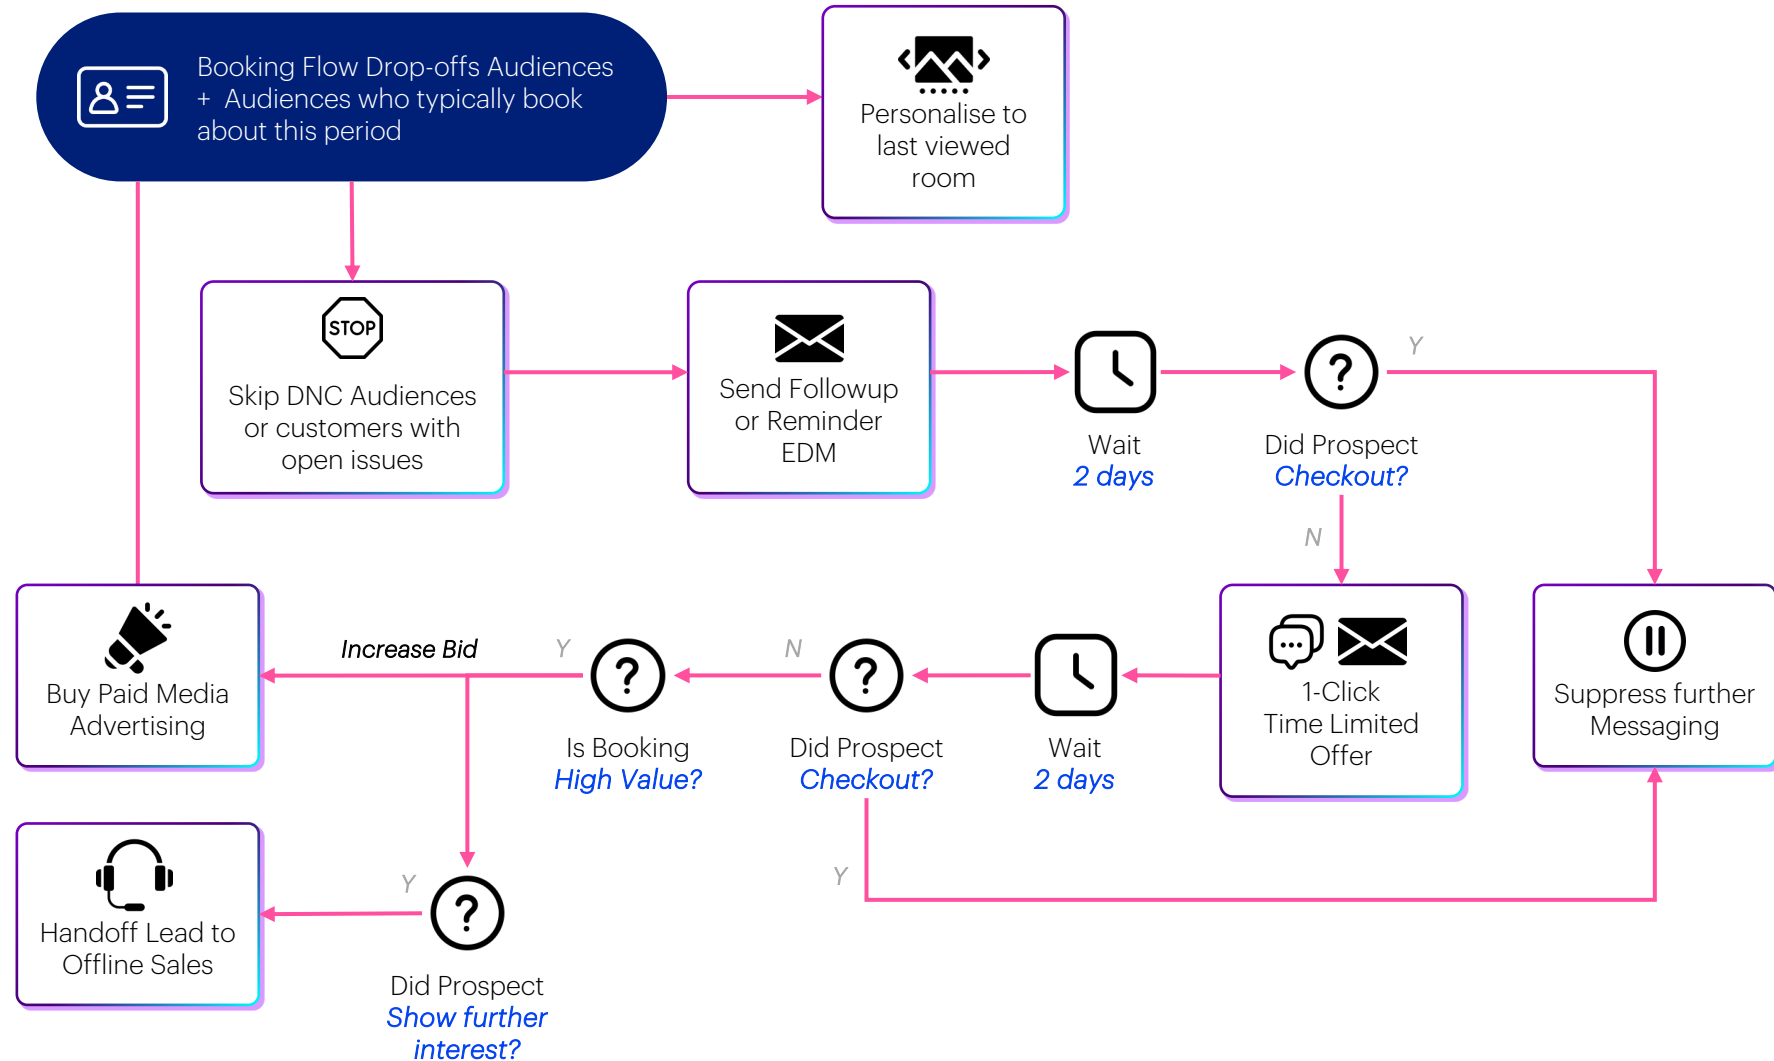 Booking Flow Drop-offs Audiences
+ Audiences who typically book
about this period
Personalise to
last viewed
room
STOP
Skip DNC Audiences
or customers with
open issues
Send Followup
or Reminder
EDM
Wait
2 days
Did Prospect
Checkout?
Y
N
Buy Paid Media
Advertising
Increase Bid
Y
Is Booking
High Value?
N
Did Prospect
Checkout?
Wait
2 days
1-Click
Time Limited
Offer
Suppress further
Messaging
Y
Handoff Lead to
Offline Sales
Y
Did Prospect
Show further
interest?